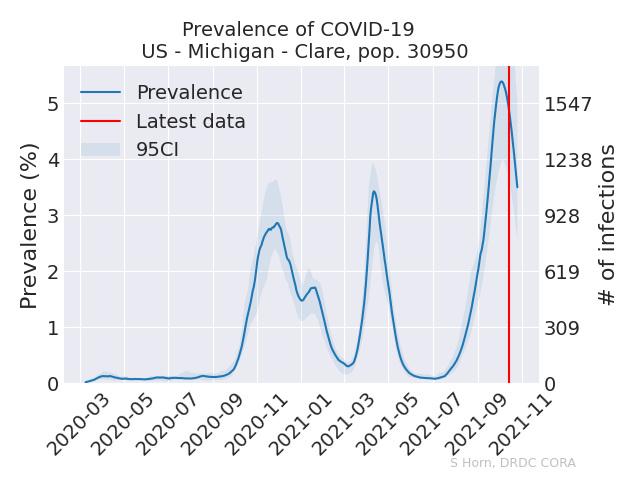 Prevalence of COVID-19
US - Michigan - Clare, pop. 30950
Prevalence
Latest data
95CI
Prevalence (%)
5
4
3
2
1
0
1547
1238
928
619
309
0
# of infections
2020-03
2020-05
2020-07
2020-09
2020-11
2021-01
2021-03
2021-05
2021-07
2021-09
2021-11
S Horn, DRDC CORA